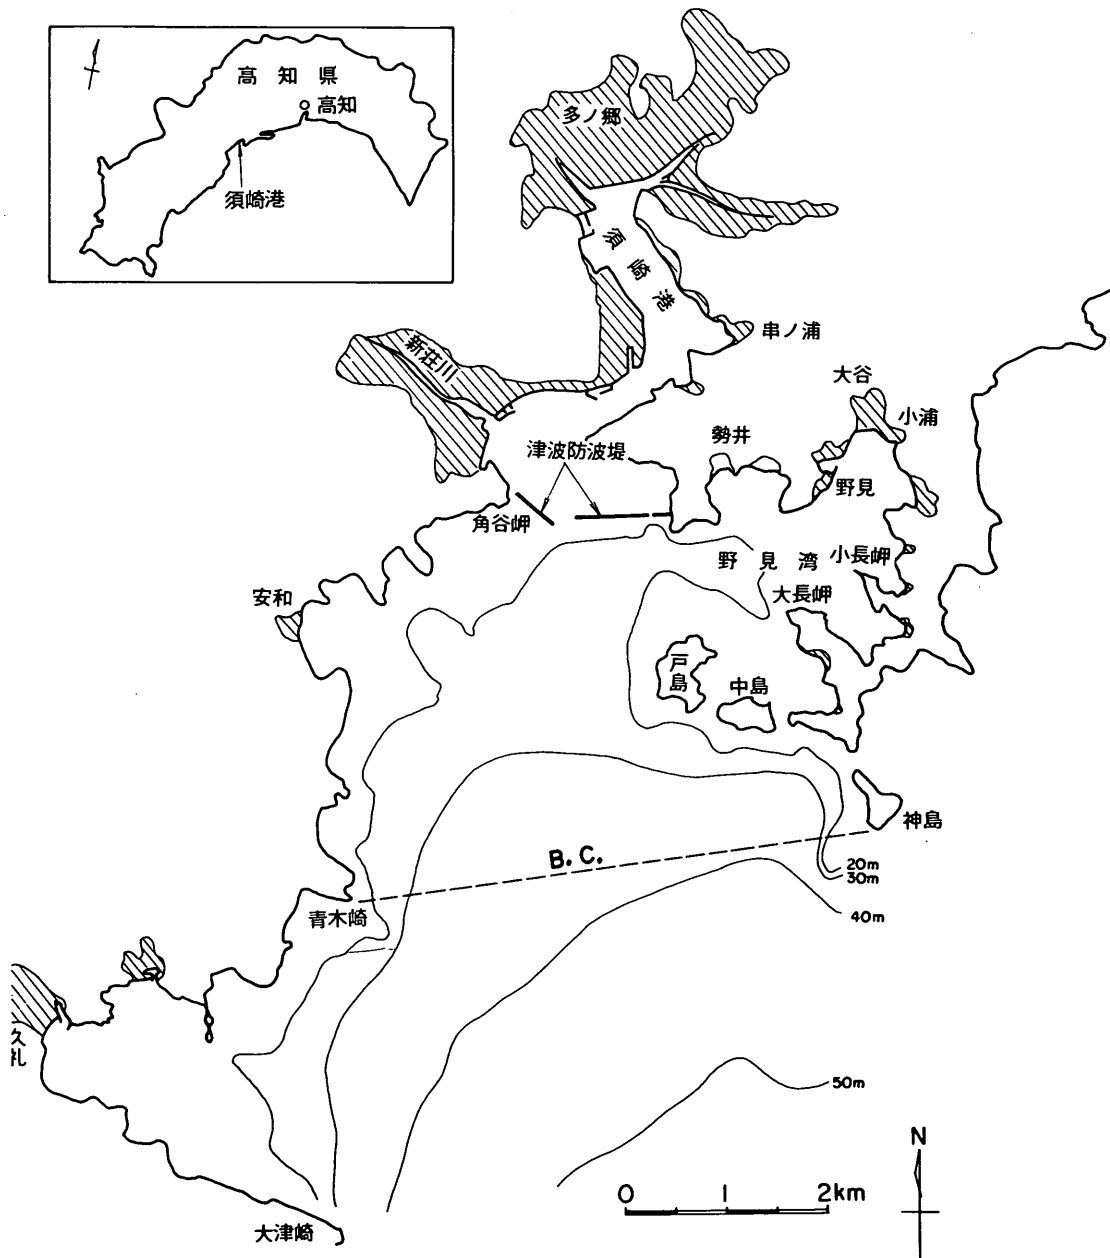 高知県
高知
須崎港
多ノ郷
須崎港
串ノ浦
新荘川
大谷
小浦
勢井
津波防波堤
野見
角谷岬
野見湾
小長岬
大長岬
安和
戸島
中島
神島
B.C.
20m
30m
40m
青木崎
久礼
50m
N
0 1 2km
大津崎